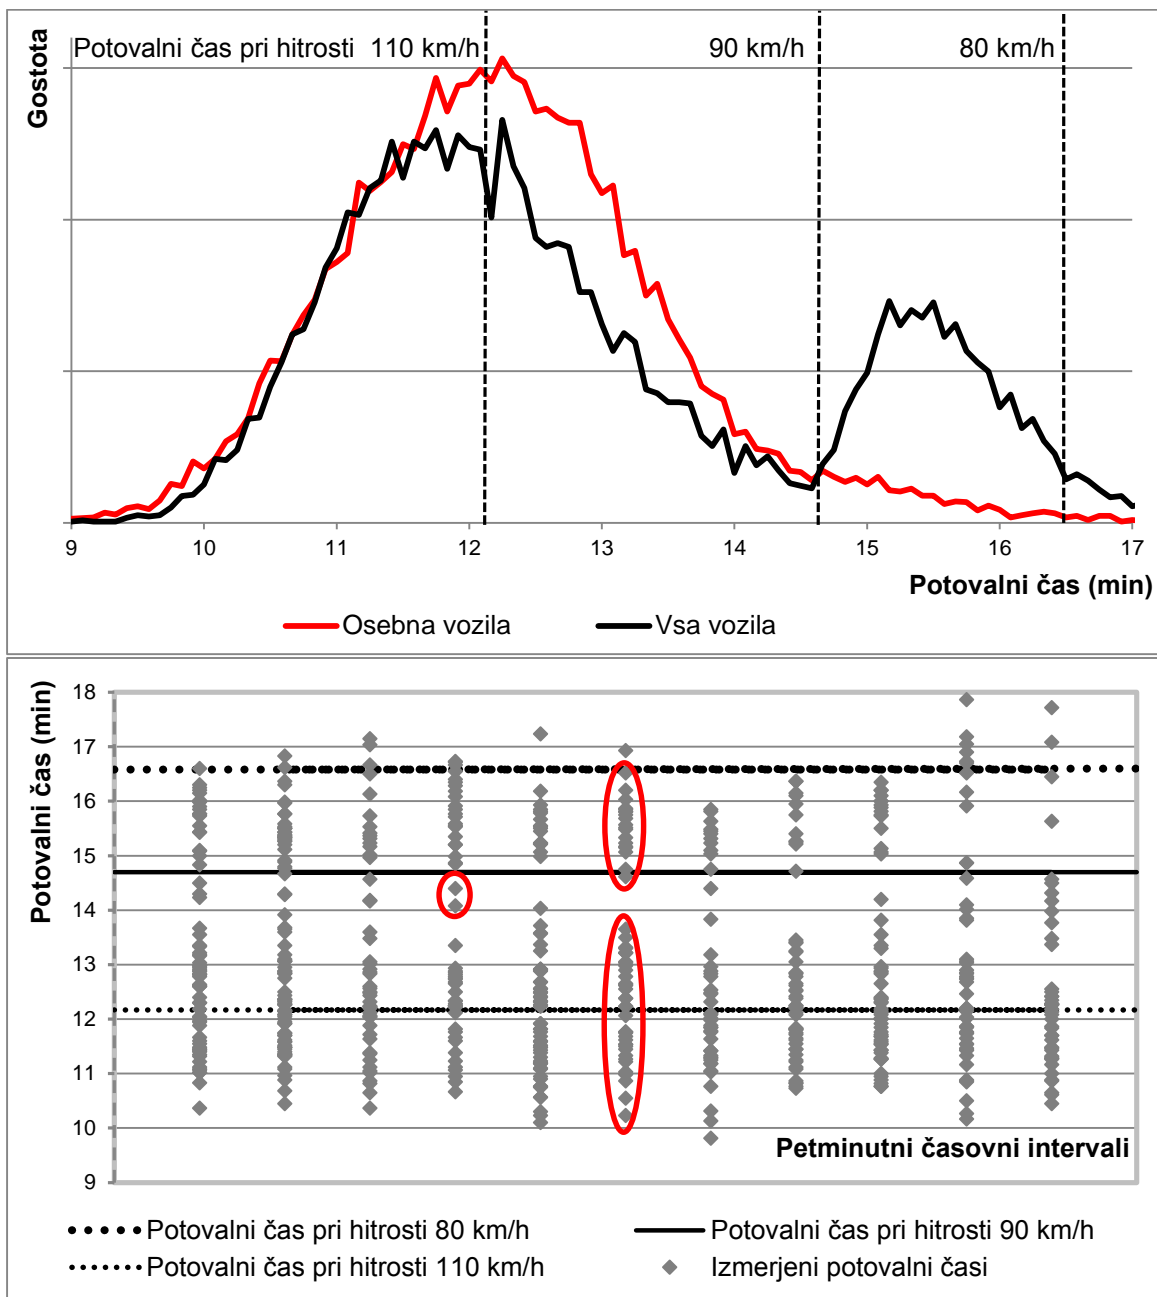 Gostota
Potovalni čas pri hitrosti 110 km/h 90 km/h 80 km/h
9 10 11 12 13 14 15 16 17
Potovalni čas (min)
Osebna vozila Vsa vozila
Potovalni čas (min)
18
17
16
15
14
13
12
11
10
9
Petminutni časovni intervali
Potovalni čas pri hitrosti 80 km/h Potovalni čas pri hitrosti 90 km/h
Potovalni čas pri hitrosti 110 km/h Izmerjeni potovalni časi